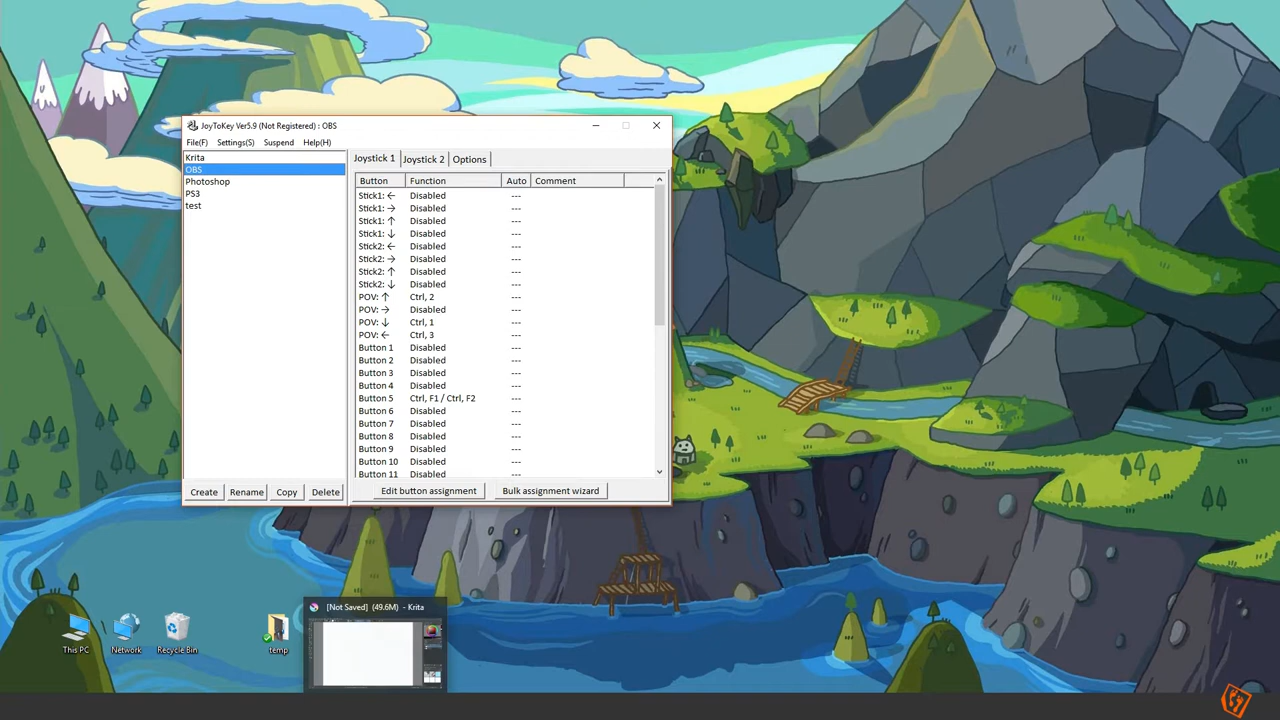 JoyToKey Ver5.9 (Not Registered) : OBS
File(F) Settings(S) Suspend Help(H)
Krita
OBS
Photoshop
PS3
test
Joystick 1 Joystick 2 Options
Button Function Auto Comment
Stick1: ← Disabled ---
Stick1: → Disabled ---
Stick1: ↑ Disabled ---
Stick1: ↓ Disabled ---
Stick2: ← Disabled ---
Stick2: → Disabled ---
Stick2: ↑ Disabled ---
Stick2: ↓ Disabled ---
POV: ↑ Ctrl, 2 ---
POV: → Disabled ---
POV: ↓ Ctrl, 1 ---
POV: ← Ctrl, 3 ---
Button 1 Disabled ---
Button 2 Disabled ---
Button 3 Disabled ---
Button 4 Disabled ---
Button 5 Ctrl, F1 / Ctrl, F2 ---
Button 6 Disabled ---
Button 7 Disabled ---
Button 8 Disabled ---
Button 9 Disabled ---
Button 10 Disabled ---
Button 11 Disabled ---
Create Rename Copy Delete
Edit button assignment Bulk assignment wizard
[Not Saved] (49.6M) - Krita
This PC
Network
Recycle Bin
temp